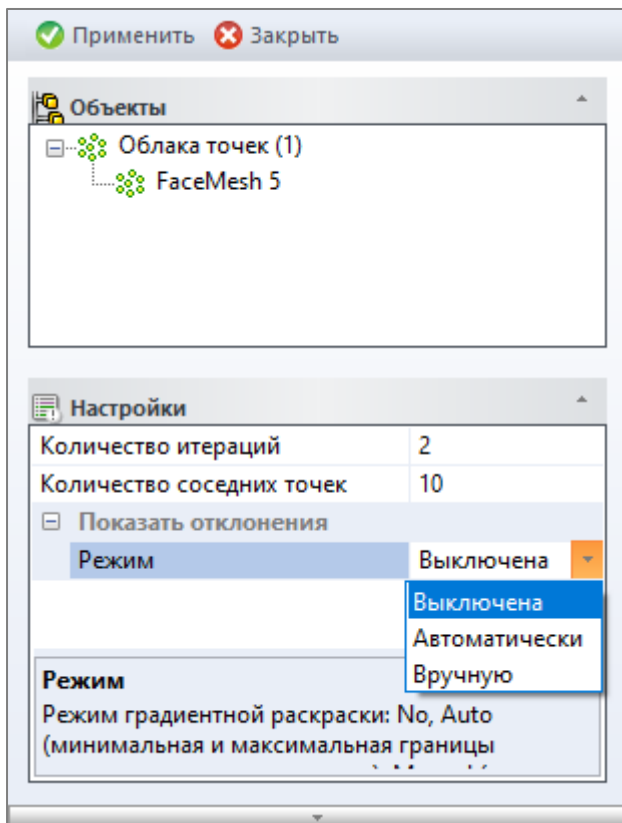 Применить Закрыть
Объекты
Облака точек (1)
FaceMesh 5
Настройки
Количество итераций 2
Количество соседних точек 10
Показать отклонения
Режим Выключена
Выключена
Автоматически
Вручную
Режим
Режим градиентной раскраски: No, Auto
(минимальная и максимальная границы